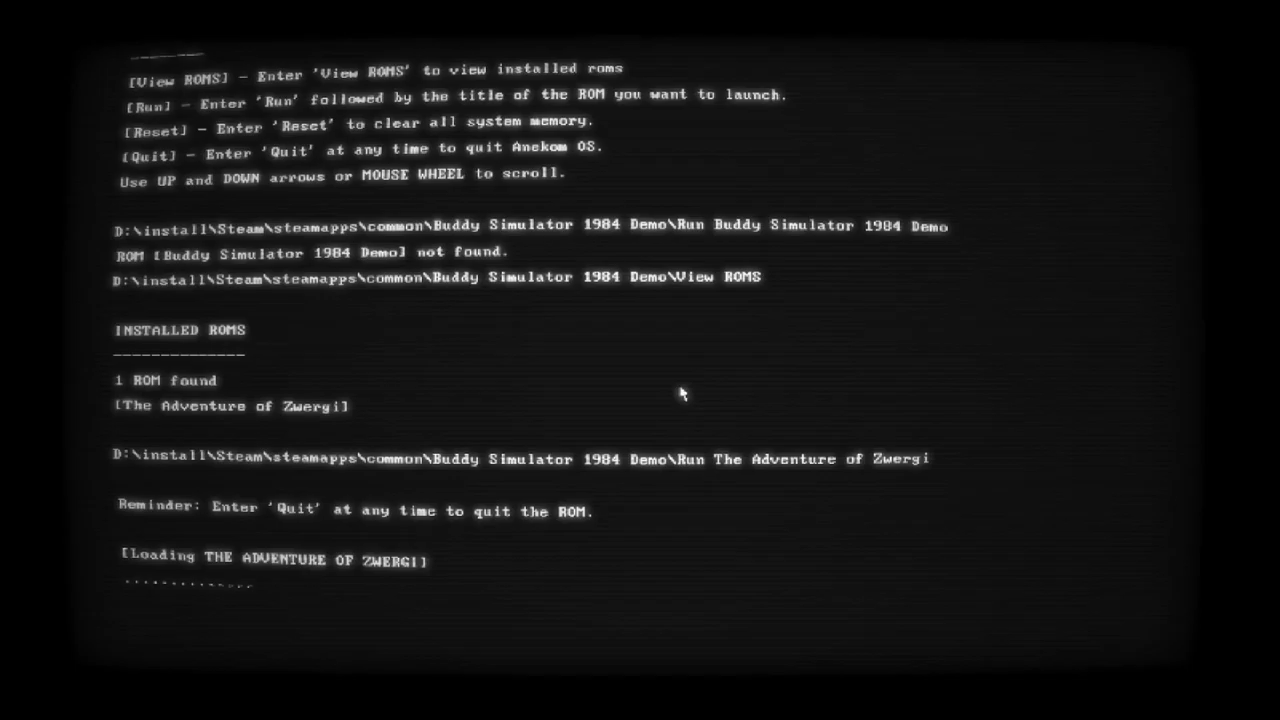 [View ROMS] - Enter 'View ROMS' to view installed roms
[Run] - Enter 'Run' followed by the title of the ROM you want to launch.
[Reset] - Enter 'Reset' to clear all system memory.
[Quit] - Enter 'Quit' at any time to quit Anekom OS.
Use UP and DOWN arrows or MOUSE WHEEL to scroll.
D:\install\Steam\steamapps\common\Buddy Simulator 1984 Demo\Run Buddy Simulator 1984 Demo
ROM [Buddy Simulator 1984 Demo] not found.
D:\install\Steam\steamapps\common\Buddy Simulator 1984 Demo\View ROMS
INSTALLED ROMS
--------------
1 ROM found
[The Adventure of Zwergi]
D:\install\Steam\steamapps\common\Buddy Simulator 1984 Demo\Run The Adventure of Zwergi
Reminder: Enter 'Quit' at any time to quit the ROM.
[Loading THE ADVENTURE OF ZWERGI]
..............